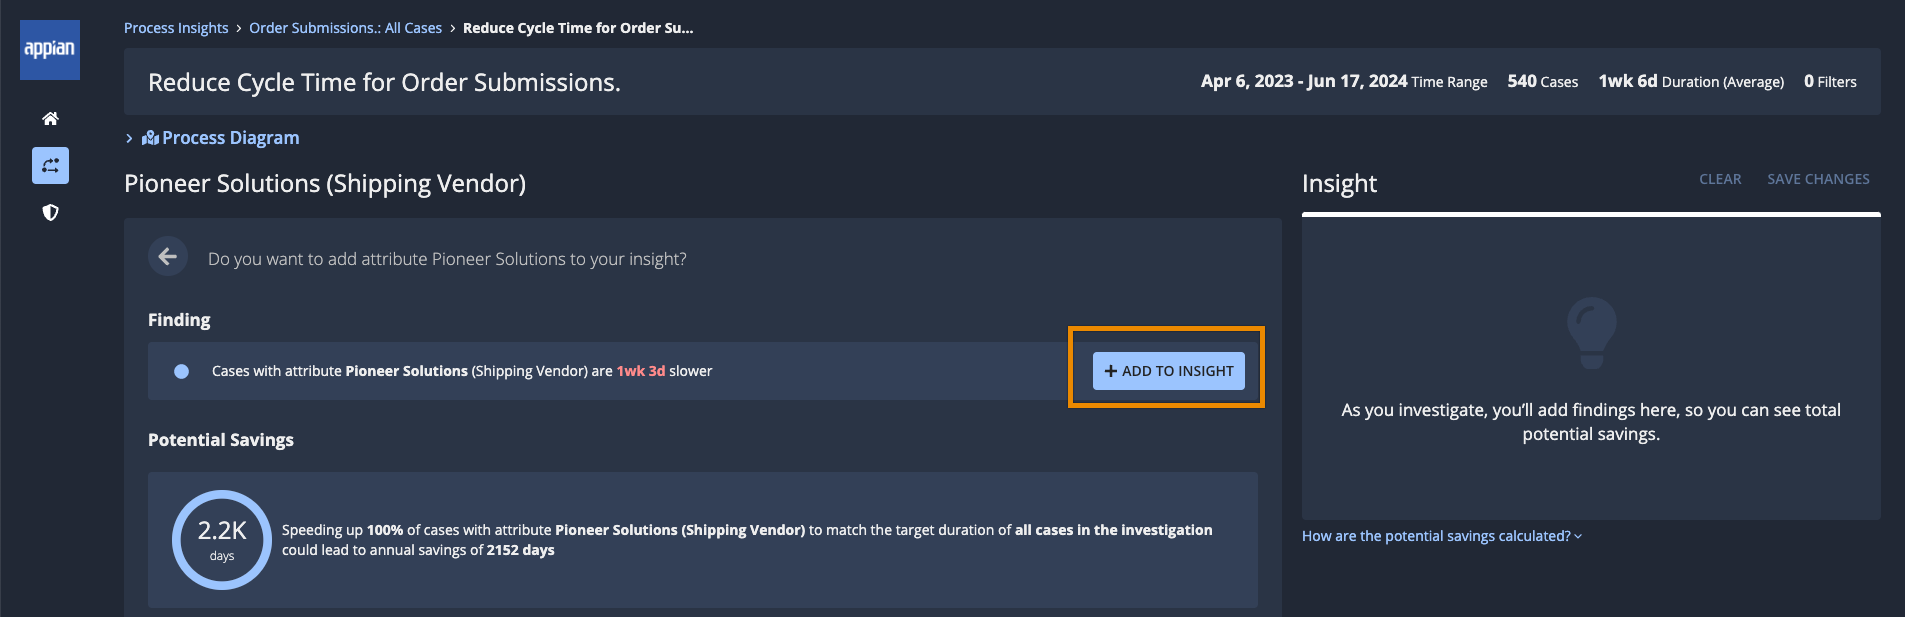 appian
Process Insights › Order Submissions.: All Cases › Reduce Cycle Time for Order Su...
Reduce Cycle Time for Order Submissions.
Apr 6, 2023 - Jun 17, 2024 Time Range 540 Cases 1wk 6d Duration (Average) 0 Filters
Process Diagram
Pioneer Solutions (Shipping Vendor)
Do you want to add attribute Pioneer Solutions to your insight?
Finding
Cases with attribute Pioneer Solutions (Shipping Vendor) are 1wk 3d slower
+ ADD TO INSIGHT
Potential Savings
2.2K
days
Speeding up 100% of cases with attribute Pioneer Solutions (Shipping Vendor) to match the target duration of all cases in the investigation
could lead to annual savings of 2152 days
Insight
CLEAR SAVE CHANGES
As you investigate, you’ll add findings here, so you can see total
potential savings.
How are the potential savings calculated?